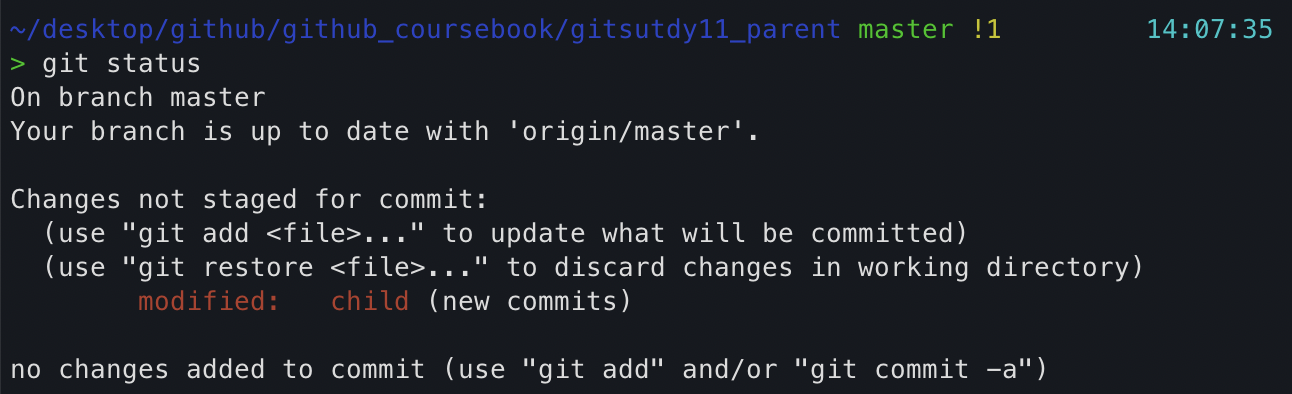 ~/desktop/github/github_coursebook/gitsutdy11_parent master !1 14:07:35
> git status
On branch master
Your branch is up to date with 'origin/master'.
Changes not staged for commit:
(use "git add <file>..." to update what will be committed)
(use "git restore <file>..." to discard changes in working directory)
modified: child (new commits)
no changes added to commit (use "git add" and/or "git commit -a")